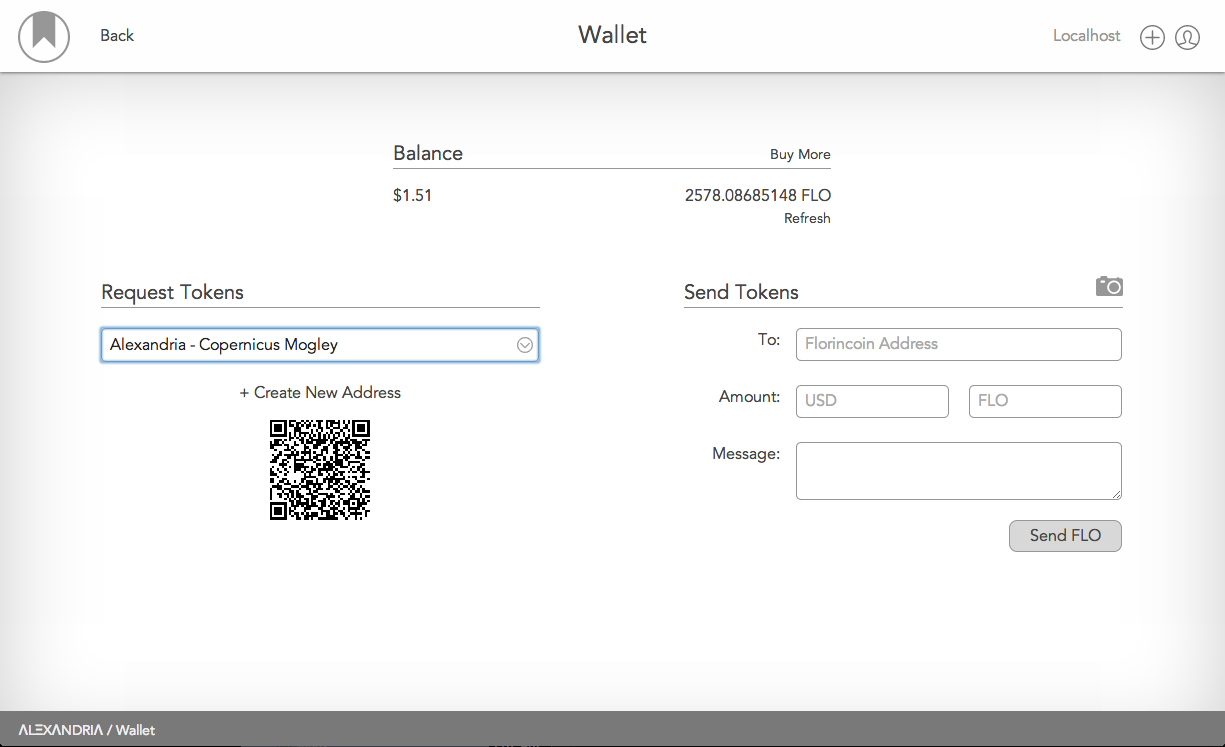 Back
Wallet
Localhost
Balance
Buy More
$1.51
2578.08685148 FLO
Refresh
Request Tokens
Alexandria - Copernicus Mogley
+ Create New Address
Send Tokens
To:
Florincoin Address
Amount:
USD
FLO
Message:
Send FLO
ALEXANDRIA / Wallet